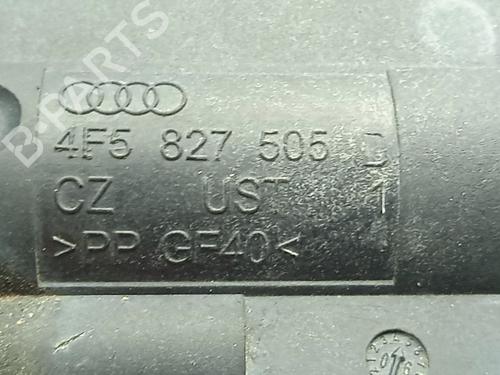 B-PARTS
4F5 827 505 D
CZ UST 1
>PP GF40<